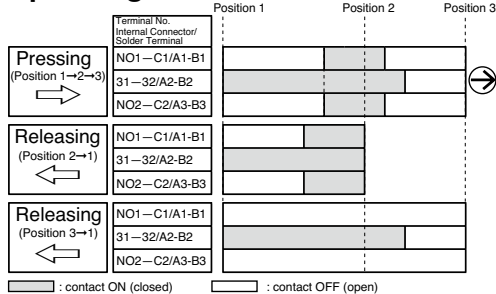 Position 1 Position 2 Position 3
Terminal No.
Internal Connector/
Solder Terminal
Pressing
(Position 1→2→3)
NO1—C1/A1-B1
31—32/A2-B2
NO2—C2/A3-B3
Releasing
(Position 2→1)
NO1—C1/A1-B1
31—32/A2-B2
NO2—C2/A3-B3
Releasing
(Position 3→1)
NO1—C1/A1-B1
31—32/A2-B2
NO2—C2/A3-B3
: contact ON (closed) : contact OFF (open)